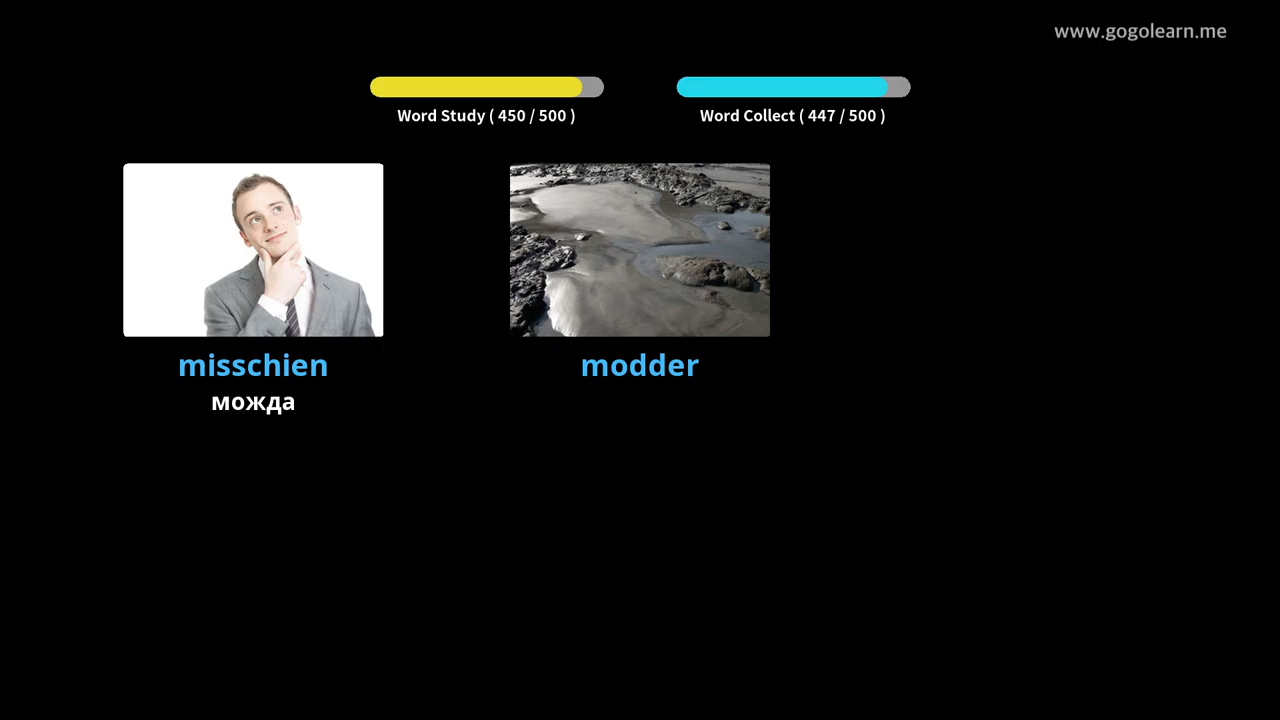 www.gogolearn.me
Word Study ( 450 / 500 )
Word Collect ( 447 / 500 )
misschien
можда
modder